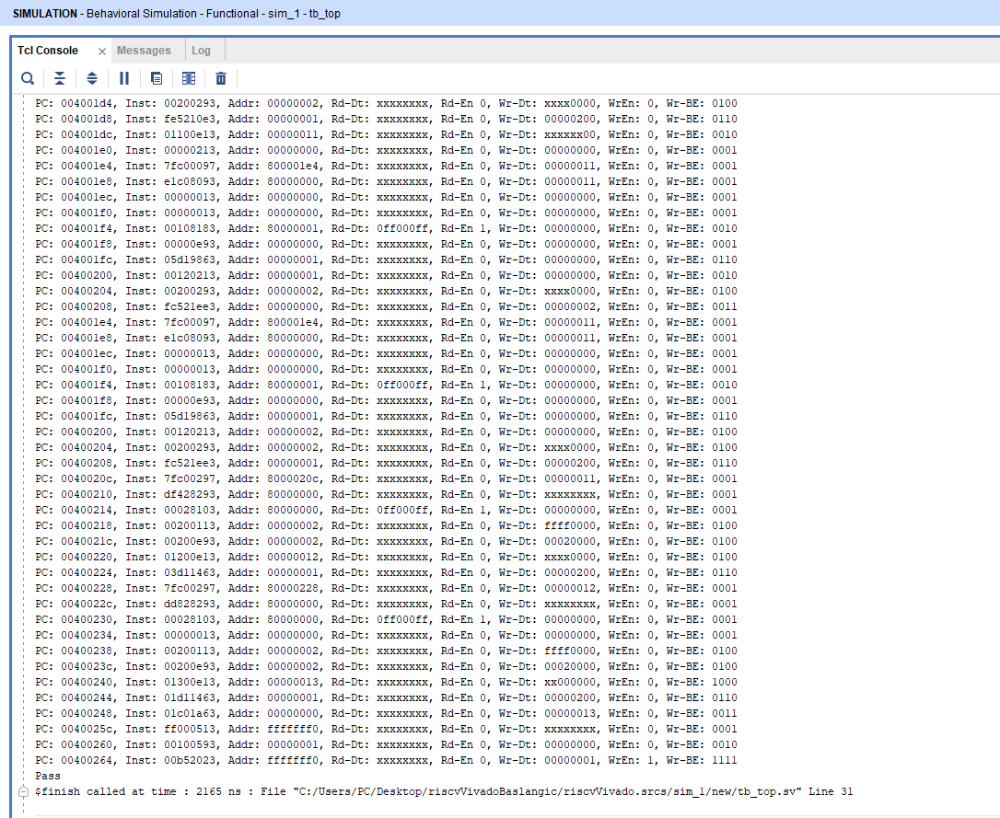 SIMULATION - Behavioral Simulation - Functional - sim_1 - tb_top
Tcl Console × Messages Log
PC: 004001d4, Inst: 00200293, Addr: 00000002, Rd-Dt: xxxxxxxx, Rd-En 0, Wr-Dt: xxxx0000, WrEn: 0, Wr-BE: 0100
PC: 004001d8, Inst: fe5210e3, Addr: 00000001, Rd-Dt: xxxxxxxx, Rd-En 0, Wr-Dt: 00000200, WrEn: 0, Wr-BE: 0110
PC: 004001dc, Inst: 01100e13, Addr: 00000011, Rd-Dt: xxxxxxxx, Rd-En 0, Wr-Dt: xxxxxx00, WrEn: 0, Wr-BE: 0010
PC: 004001e0, Inst: 00000213, Addr: 00000000, Rd-Dt: xxxxxxxx, Rd-En 0, Wr-Dt: 00000000, WrEn: 0, Wr-BE: 0001
PC: 004001e4, Inst: 7fc00097, Addr: 800001e4, Rd-Dt: xxxxxxxx, Rd-En 0, Wr-Dt: 00000011, WrEn: 0, Wr-BE: 0001
PC: 004001e8, Inst: e1c08093, Addr: 80000000, Rd-Dt: xxxxxxxx, Rd-En 0, Wr-Dt: 00000011, WrEn: 0, Wr-BE: 0001
PC: 004001ec, Inst: 00000013, Addr: 00000000, Rd-Dt: xxxxxxxx, Rd-En 0, Wr-Dt: 00000000, WrEn: 0, Wr-BE: 0001
PC: 004001f0, Inst: 00000013, Addr: 00000000, Rd-Dt: xxxxxxxx, Rd-En 0, Wr-Dt: 00000000, WrEn: 0, Wr-BE: 0001
PC: 004001f4, Inst: 00108183, Addr: 80000001, Rd-Dt: 0ff000ff, Rd-En 1, Wr-Dt: 00000000, WrEn: 0, Wr-BE: 0010
PC: 004001f8, Inst: 00000e93, Addr: 00000000, Rd-Dt: xxxxxxxx, Rd-En 0, Wr-Dt: 00000000, WrEn: 0, Wr-BE: 0001
PC: 004001fc, Inst: 05d19863, Addr: 00000001, Rd-Dt: xxxxxxxx, Rd-En 0, Wr-Dt: 00000000, WrEn: 0, Wr-BE: 0110
PC: 00400200, Inst: 00120213, Addr: 00000001, Rd-Dt: xxxxxxxx, Rd-En 0, Wr-Dt: 00000000, WrEn: 0, Wr-BE: 0010
PC: 00400204, Inst: 00200293, Addr: 00000002, Rd-Dt: xxxxxxxx, Rd-En 0, Wr-Dt: xxxx0000, WrEn: 0, Wr-BE: 0100
PC: 00400208, Inst: fc521ee3, Addr: 00000000, Rd-Dt: xxxxxxxx, Rd-En 0, Wr-Dt: 00000002, WrEn: 0, Wr-BE: 0011
PC: 004001e4, Inst: 7fc00097, Addr: 800001e4, Rd-Dt: xxxxxxxx, Rd-En 0, Wr-Dt: 00000011, WrEn: 0, Wr-BE: 0001
PC: 004001e8, Inst: e1c08093, Addr: 80000000, Rd-Dt: xxxxxxxx, Rd-En 0, Wr-Dt: 00000011, WrEn: 0, Wr-BE: 0001
PC: 004001ec, Inst: 00000013, Addr: 00000000, Rd-Dt: xxxxxxxx, Rd-En 0, Wr-Dt: 00000000, WrEn: 0, Wr-BE: 0001
PC: 004001f0, Inst: 00000013, Addr: 00000000, Rd-Dt: xxxxxxxx, Rd-En 0, Wr-Dt: 00000000, WrEn: 0, Wr-BE: 0001
PC: 004001f4, Inst: 00108183, Addr: 80000001, Rd-Dt: 0ff000ff, Rd-En 1, Wr-Dt: 00000000, WrEn: 0, Wr-BE: 0010
PC: 004001f8, Inst: 00000e93, Addr: 00000000, Rd-Dt: xxxxxxxx, Rd-En 0, Wr-Dt: 00000000, WrEn: 0, Wr-BE: 0001
PC: 004001fc, Inst: 05d19863, Addr: 00000001, Rd-Dt: xxxxxxxx, Rd-En 0, Wr-Dt: 00000000, WrEn: 0, Wr-BE: 0110
PC: 00400200, Inst: 00120213, Addr: 00000002, Rd-Dt: xxxxxxxx, Rd-En 0, Wr-Dt: 00000000, WrEn: 0, Wr-BE: 0100
PC: 00400204, Inst: 00200293, Addr: 00000002, Rd-Dt: xxxxxxxx, Rd-En 0, Wr-Dt: xxxx0000, WrEn: 0, Wr-BE: 0100
PC: 00400208, Inst: fc521ee3, Addr: 00000001, Rd-Dt: xxxxxxxx, Rd-En 0, Wr-Dt: 00000200, WrEn: 0, Wr-BE: 0110
PC: 0040020c, Inst: 7fc00297, Addr: 8000020c, Rd-Dt: xxxxxxxx, Rd-En 0, Wr-Dt: 00000011, WrEn: 0, Wr-BE: 0001
PC: 00400210, Inst: df428293, Addr: 80000000, Rd-Dt: xxxxxxxx, Rd-En 0, Wr-Dt: xxxxxxxx, WrEn: 0, Wr-BE: 0001
PC: 00400214, Inst: 00028103, Addr: 80000000, Rd-Dt: 0ff000ff, Rd-En 1, Wr-Dt: 00000000, WrEn: 0, Wr-BE: 0001
PC: 00400218, Inst: 00200113, Addr: 00000002, Rd-Dt: xxxxxxxx, Rd-En 0, Wr-Dt: ffff0000, WrEn: 0, Wr-BE: 0100
PC: 0040021c, Inst: 00200e93, Addr: 00000002, Rd-Dt: xxxxxxxx, Rd-En 0, Wr-Dt: 00020000, WrEn: 0, Wr-BE: 0100
PC: 00400220, Inst: 01200e13, Addr: 00000012, Rd-Dt: xxxxxxxx, Rd-En 0, Wr-Dt: xxxx0000, WrEn: 0, Wr-BE: 0100
PC: 00400224, Inst: 03d11463, Addr: 00000001, Rd-Dt: xxxxxxxx, Rd-En 0, Wr-Dt: 00000200, WrEn: 0, Wr-BE: 0110
PC: 00400228, Inst: 7fc00297, Addr: 80000228, Rd-Dt: xxxxxxxx, Rd-En 0, Wr-Dt: 00000012, WrEn: 0, Wr-BE: 0001
PC: 0040022c, Inst: dd828293, Addr: 80000000, Rd-Dt: xxxxxxxx, Rd-En 0, Wr-Dt: xxxxxxxx, WrEn: 0, Wr-BE: 0001
PC: 00400230, Inst: 00028103, Addr: 80000000, Rd-Dt: 0ff000ff, Rd-En 1, Wr-Dt: 00000000, WrEn: 0, Wr-BE: 0001
PC: 00400234, Inst: 00000013, Addr: 00000000, Rd-Dt: xxxxxxxx, Rd-En 0, Wr-Dt: 00000000, WrEn: 0, Wr-BE: 0001
PC: 00400238, Inst: 00200113, Addr: 00000002, Rd-Dt: xxxxxxxx, Rd-En 0, Wr-Dt: ffff0000, WrEn: 0, Wr-BE: 0100
PC: 0040023c, Inst: 00200e93, Addr: 00000002, Rd-Dt: xxxxxxxx, Rd-En 0, Wr-Dt: 00020000, WrEn: 0, Wr-BE: 0100
PC: 00400240, Inst: 01300e13, Addr: 00000013, Rd-Dt: xxxxxxxx, Rd-En 0, Wr-Dt: xx000000, WrEn: 0, Wr-BE: 1000
PC: 00400244, Inst: 01d11463, Addr: 00000001, Rd-Dt: xxxxxxxx, Rd-En 0, Wr-Dt: 00000200, WrEn: 0, Wr-BE: 0110
PC: 00400248, Inst: 01c01a63, Addr: 00000000, Rd-Dt: xxxxxxxx, Rd-En 0, Wr-Dt: 00000013, WrEn: 0, Wr-BE: 0011
PC: 0040025c, Inst: ff000513, Addr: fffffff0, Rd-Dt: xxxxxxxx, Rd-En 0, Wr-Dt: xxxxxxxx, WrEn: 0, Wr-BE: 0001
PC: 00400260, Inst: 00100593, Addr: 00000001, Rd-Dt: xxxxxxxx, Rd-En 0, Wr-Dt: 00000000, WrEn: 0, Wr-BE: 0010
PC: 00400264, Inst: 00b52023, Addr: fffffff0, Rd-Dt: xxxxxxxx, Rd-En 0, Wr-Dt: 00000001, WrEn: 1, Wr-BE: 1111
Pass
$finish called at time : 2165 ns : File "C:/Users/PC/Desktop/riscvVivadoBaslangic/riscvVivado.srcs/sim_1/new/tb_top.sv" Line 31